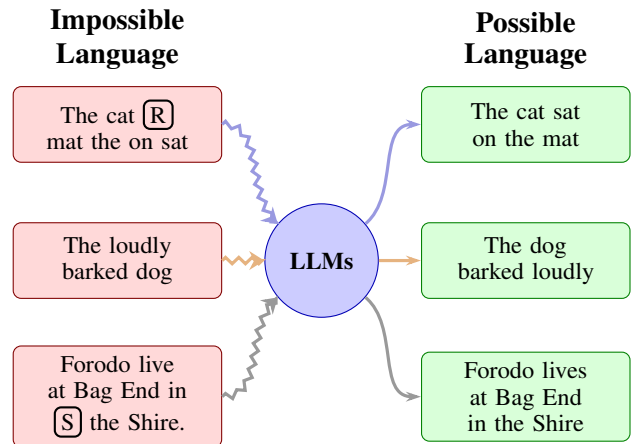 Impossible
Language
Possible
Language
The cat R
mat the on sat
The cat sat
on the mat
The loudly
barked dog
LLMs
The dog
barked loudly
Forodo live
at Bag End in
S the Shire.
Forodo lives
at Bag End
in the Shire